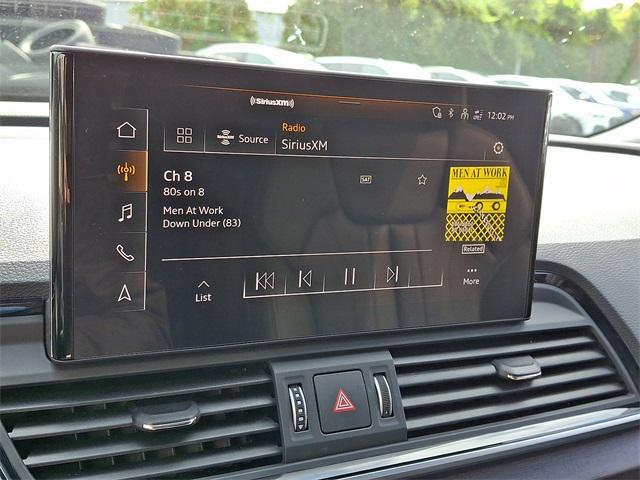 ((SiriusXM))
12:02 PM
Source
Radio
SiriusXM
Ch 8
80s on 8
SAT
Men At Work
Down Under (83)
MEN AT WORK
Related
List
More